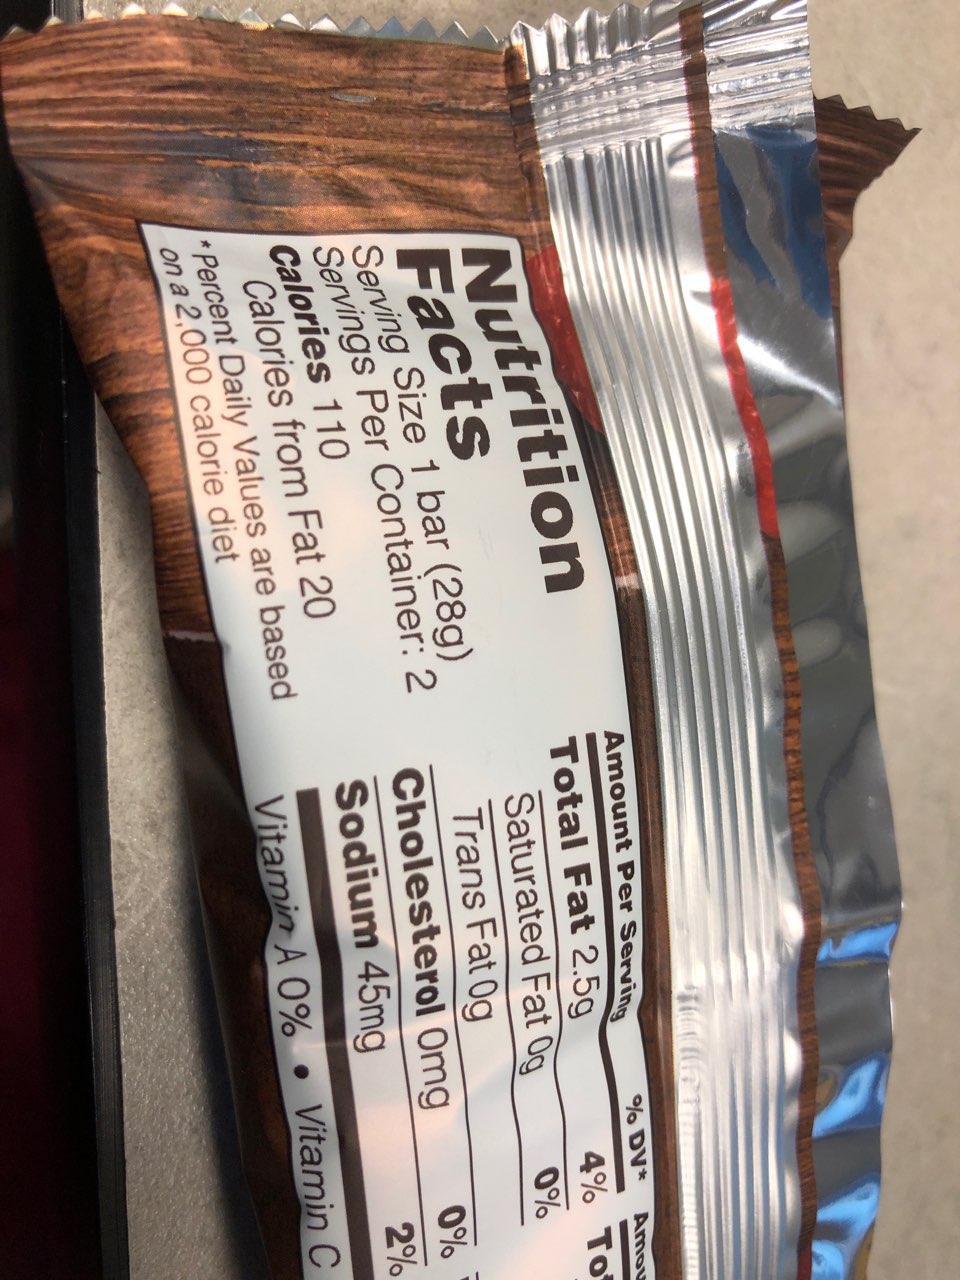 Nutrition
Facts
Serving Size 1 bar (28g)
Servings Per Container: 2
Calories 110
Calories from Fat 20
*Percent Daily Values are based
on a 2,000 calorie diet
Amount Per Serving % DV*
Total Fat 2.5g 4%
Saturated Fat 0g 0%
Trans Fat 0g
Cholesterol 0mg 0%
Sodium 45mg 2%
Vitamin A 0% • Vitamin C